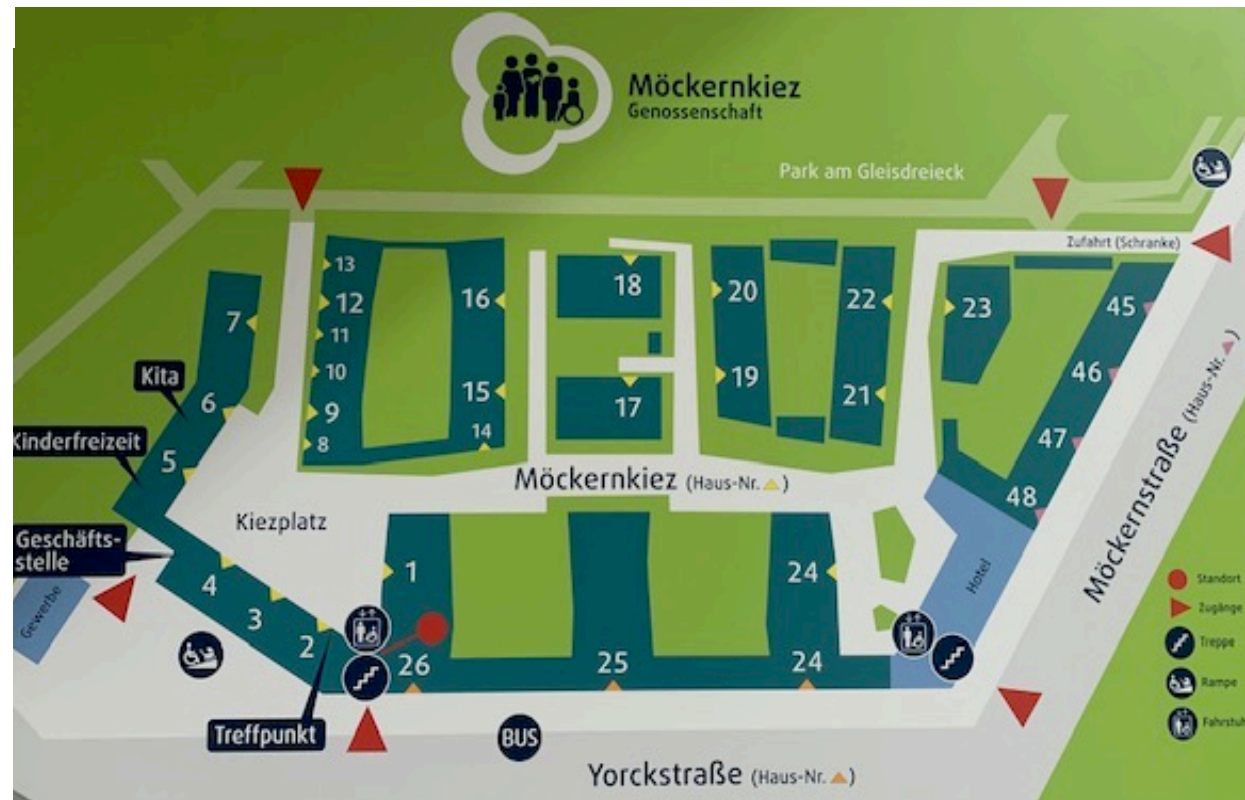 Möckernkiez
Genossenschaft
Park am Gleisdreieck
Zufahrt (Schranke)
13
12
11
10
9
8
16
15
14
18
17
20
19
22
21
23
45
46
47
48
7
6
5
Kita
Kinderfreizeit
Geschäfts-
stelle
Gewerbe
Kiezplatz
Möckernkiez (Haus-Nr. )
Möckernstraße (Haus-Nr. )
Hotel
4
3
2
1
24
26
25
24
Treffpunkt
BUS
Yorckstraße (Haus-Nr. )
Standort
Zugänge
Treppe
Rampe
Fahrstuh